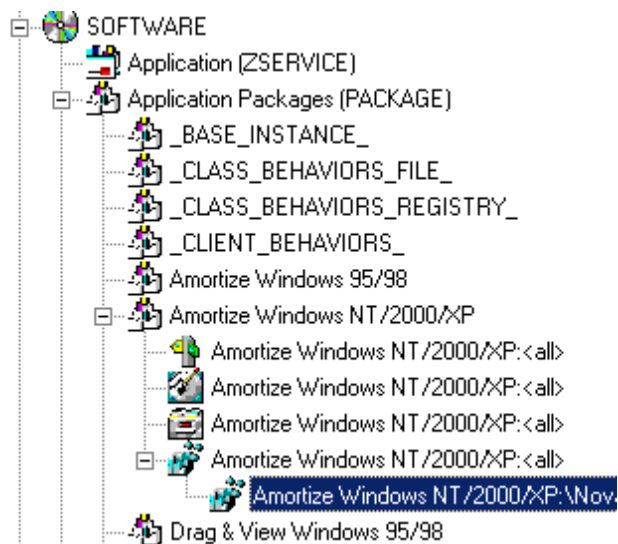 SOFTWARE
Application (ZSERVICE)
Application Packages (PACKAGE)
_BASE_INSTANCE_
_CLASS_BEHAVIORS_FILE_
_CLASS_BEHAVIORS_REGISTRY_
_CLIENT_BEHAVIORS_
Amortize Windows 95/98
Amortize Windows NT/2000/XP
Amortize Windows NT/2000/XP:<all>
Amortize Windows NT/2000/XP:<all>
Amortize Windows NT/2000/XP:<all>
Amortize Windows NT/2000/XP:<all>
Amortize Windows NT/2000/XP:\Nov
Drag & View Windows 95/98